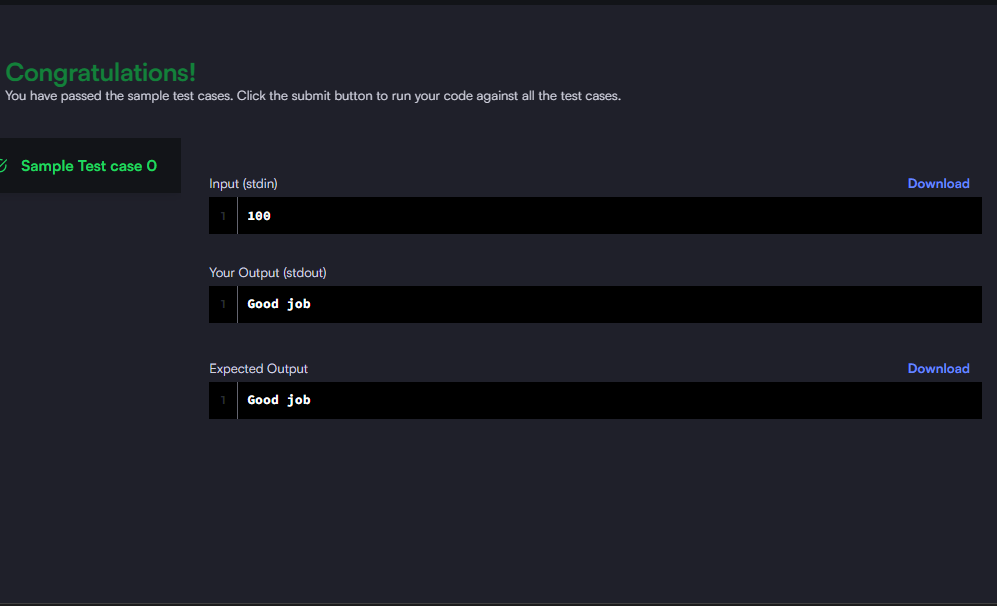 Congratulations!
You have passed the sample test cases. Click the submit button to run your code against all the test cases.
Sample Test case 0
Input (stdin)
Download
1
100
Your Output (stdout)
1
Good job
Expected Output
Download
1
Good job